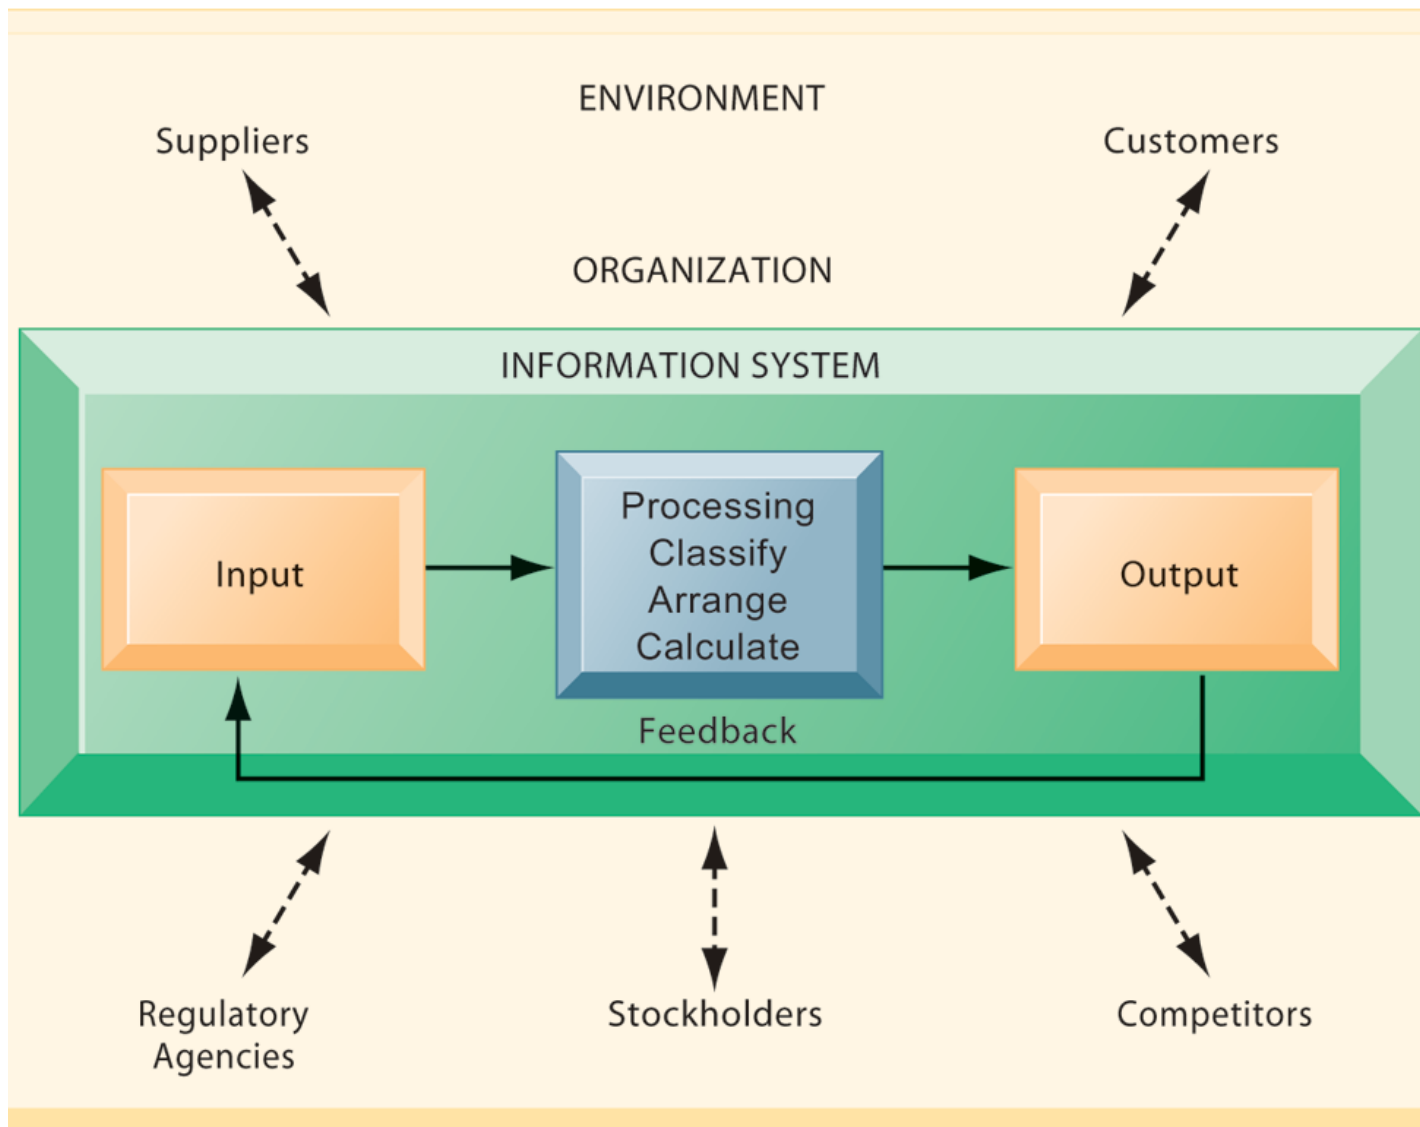 ENVIRONMENT
Suppliers
Customers
ORGANIZATION
INFORMATION SYSTEM
Input
Processing
Classify
Arrange
Calculate
Output
Feedback
Regulatory
Agencies
Stockholders
Competitors